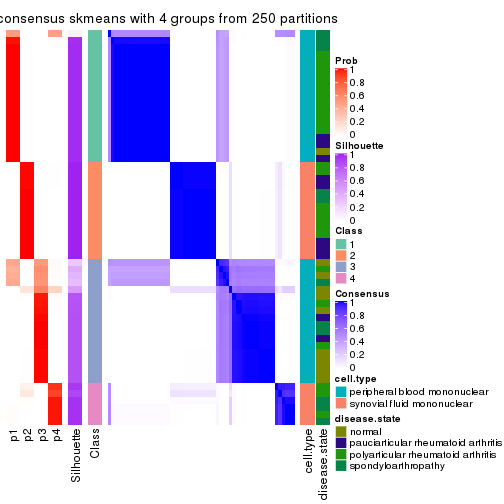 consensus skmeans with 4 groups from 250 partitions
Prob
1
0.8
0.6
0.4
0.2
0
Silhouette
1
0.8
0.6
0.4
0.2
0
Class
1
2
3
4
Consensus
1
0.8
0.6
0.4
0.2
0
cell.type
peripheral blood mononuclear
synovial fluid mononuclear
disease.state
normal
pauciarticular rheumatoid arthritis
polyarticular rheumatoid arthritis
spondyloarthropathy
p1
p2
p3
p4
Silhouette
Class
cell.type
disease.state